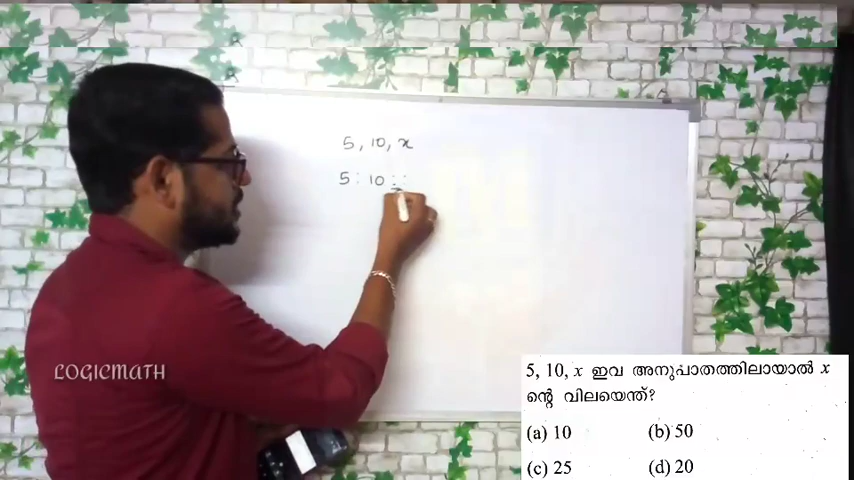 5, 10, x
5 : 10 ::
LOGICMATH
5, 10, x ഇവ അനുപാതത്തിലായാൽ x
ന്റെ വിലയെന്ത്?
(a) 10 (b) 50
(c) 25 (d) 20